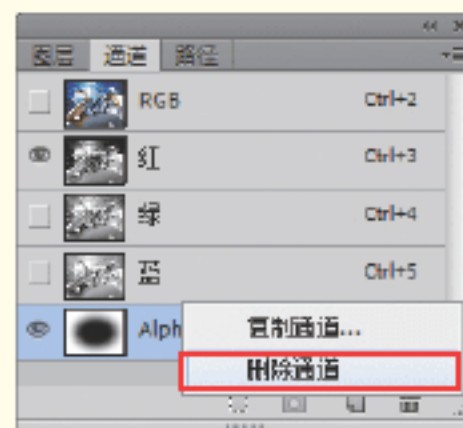 图层 通道 路径
RGB Ctrl+2
红 Ctrl+3
绿 Ctrl+4
蓝 Ctrl+5
Alph
复制通道...
删除通道